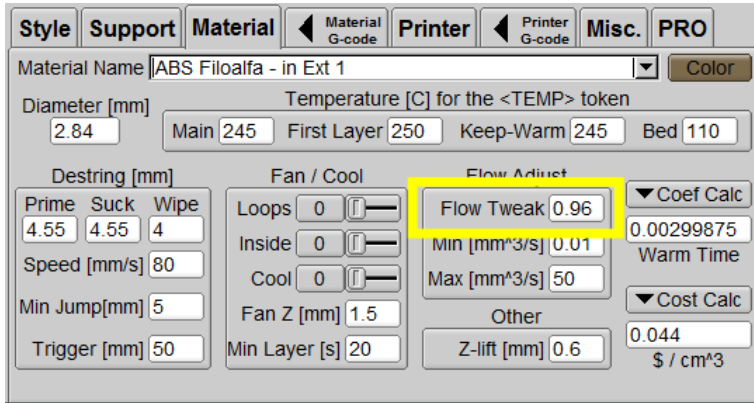 Style Support Material ◀ Material G-code Printer ◀ Printer G-code Misc. PRO
Material Name ABS Filoalfa - in Ext 1 Color
Diameter [mm] Temperature [C] for the <TEMP> token
2.84 Main 245 First Layer 250 Keep-Warm 245 Bed 110
Destring [mm] Fan / Cool Flow Adjust
Prime Suck Wipe
4.55 4.55 4
Speed [mm/s] 80
Min Jump[mm] 5
Trigger [mm] 50
Loops 0
Inside 0
Cool 0
Fan Z [mm] 1.5
Min Layer [s] 20
Flow Tweak 0.96
Min [mm^3/s] 0.01
Max [mm^3/s] 50
Other
Z-lift [mm] 0.6
▼Coef Calc
0.00299875
Warm Time
▼Cost Calc
0.044
$ / cm^3